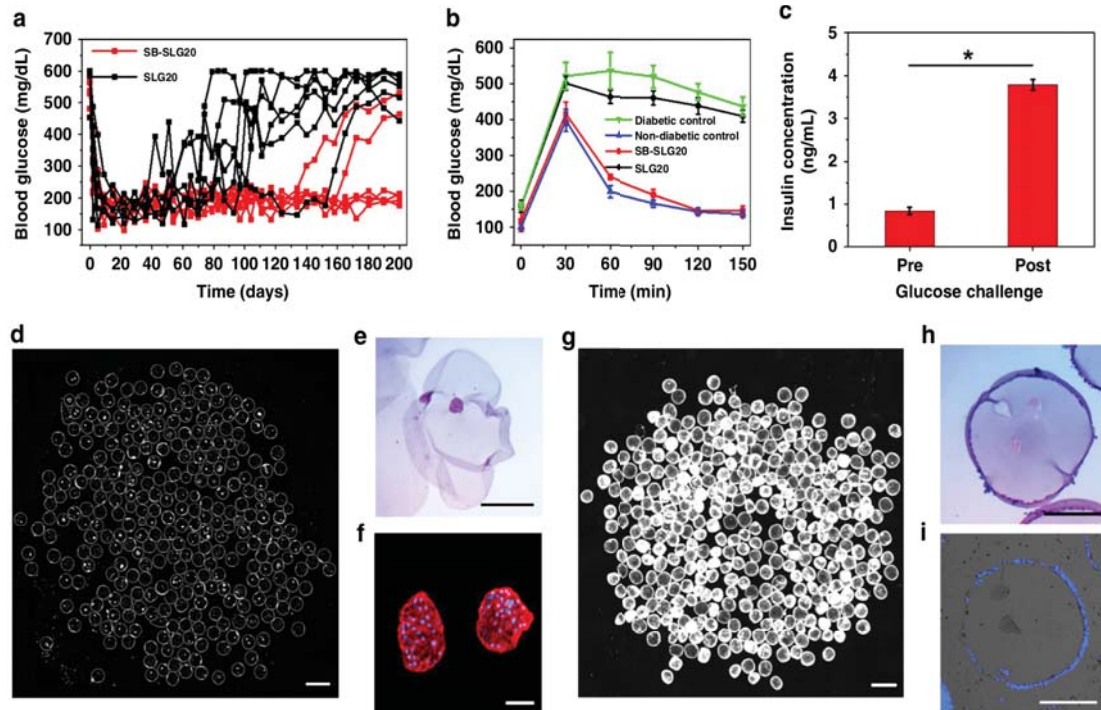 a
Blood glucose (mg/dL)
700
600
500
400
300
200
100
SB-SLG20
SLG20
0 20 40 60 80 100 120 140 160 180 200
Time (days)
b
Blood glucose (mg/dL)
600
500
400
300
200
100
Diabetic control
Non-diabetic control
SB-SLG20
SLG20
0 30 60 90 120 150
Time (min)
c
Insulin concentration
(ng/mL)
5
4
3
2
1
0
*
Pre Post
Glucose challenge
d
e
f
g
h
i